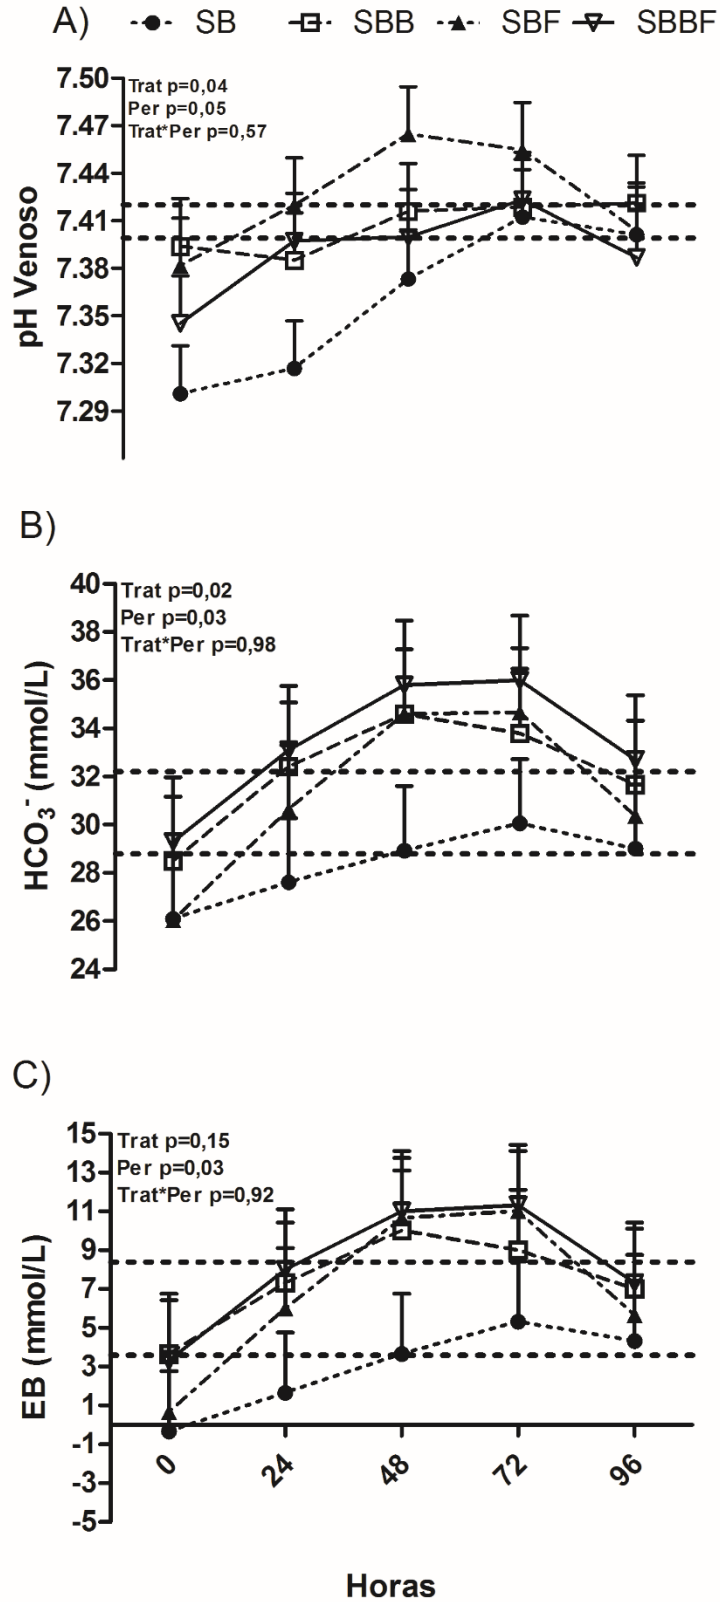 A) SB SBB SBF SBBF
7.50
7.47
7.44
7.41
7.38
7.35
7.32
7.29
Trat p=0,04
Per p=0,05
Trat*Per p=0,57
pH Venoso
B)
40
38
36
34
32
30
28
26
24
Trat p=0,02
Per p=0,03
Trat*Per p=0,98
HCO₃⁻ (mmol/L)
C)
15
13
11
9
7
5
3
1
-1
-3
-5
Trat p=0,15
Per p=0,03
Trat*Per p=0,92
EB (mmol/L)
0 24 48 72 96
Horas